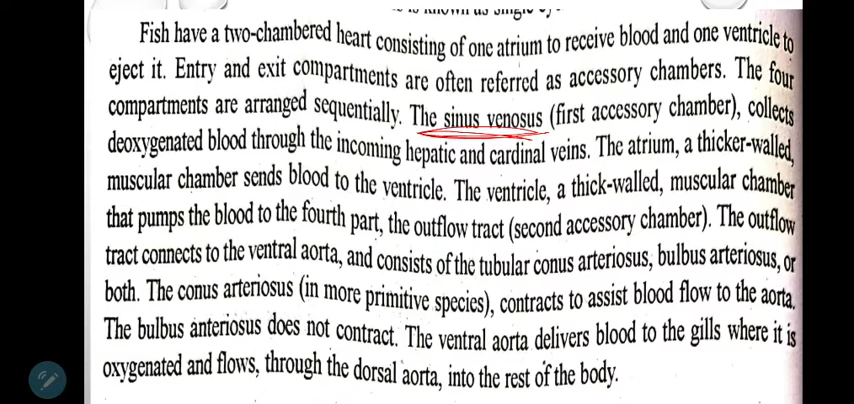 is known as single
Fish have a two-chambered heart consisting of one atrium to receive blood and one ventricle to
eject it. Entry and exit compartments are often referred as accessory chambers. The four
compartments are arranged sequentially. The sinus venosus (first accessory chamber), collects
deoxygenated blood through the incoming hepatic and cardinal veins. The atrium, a thicker-walled,
muscular chamber sends blood to the ventricle. The ventricle, a thick-walled, muscular chamber
that pumps the blood to the fourth part, the outflow tract (second accessory chamber). The outflow
tract connects to the ventral aorta, and consists of the tubular conus arteriosus, bulbus arteriosus, or
both. The conus arteriosus (in more primitive species), contracts to assist blood flow to the aorta.
The bulbus anteriosus does not contract. The ventral aorta delivers blood to the gills where it is
oxygenated and flows, through the dorsal aorta, into the rest of the body.